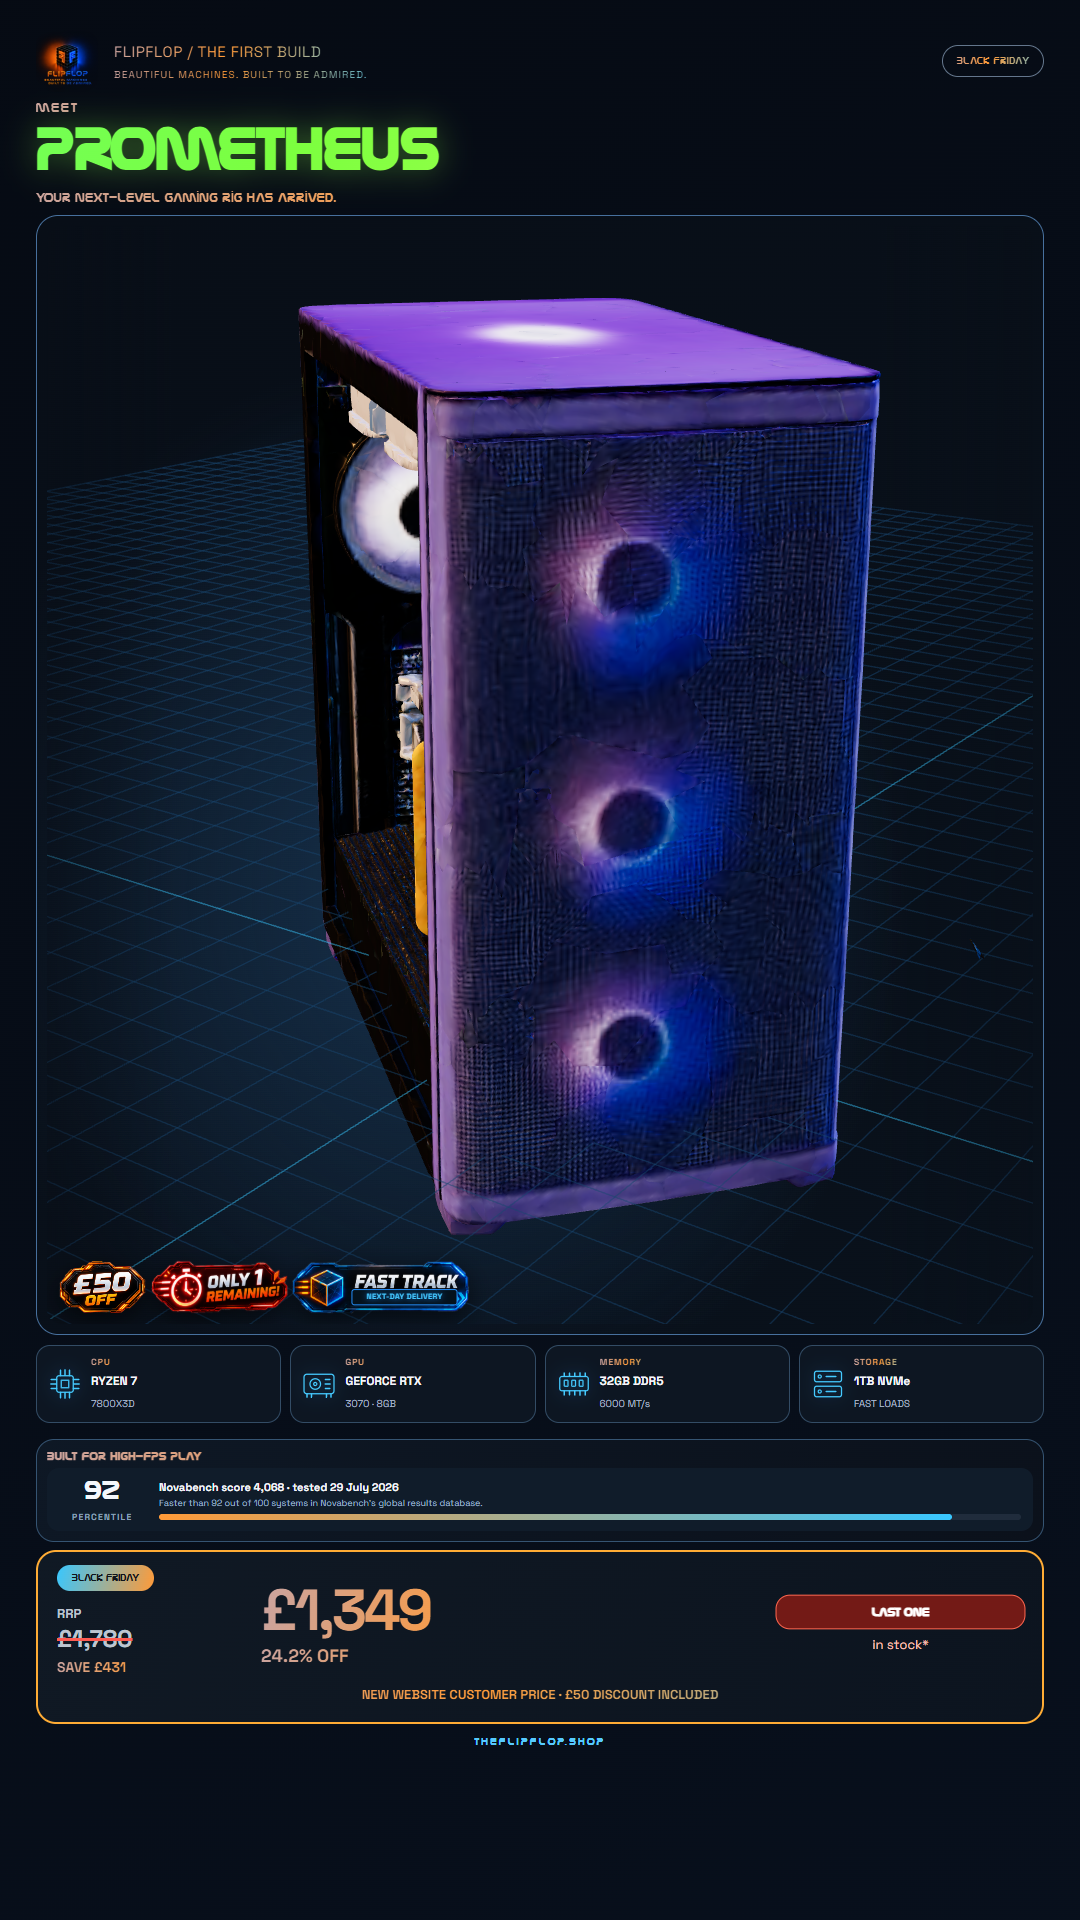 FLIPFLOP
FLIPFLOP / THE FIRST BUILD
BEAUTIFUL MACHINES. BUILT TO BE ADMIRED.
BLACK FRIDAY
MEET
PROMETHEUS
YOUR NEXT-LEVEL GAMING RIG HAS ARRIVED.
£50
OFF
ONLY 1
REMAINING!
FAST TRACK
NEXT-DAY DELIVERY
CPU
RYZEN 7
7800X3D
GPU
GEFORCE RTX
3070 · 8GB
MEMORY
32GB DDR5
6000 MT/s
STORAGE
1TB NVMe
FAST LOADS
BUILT FOR HIGH-FPS PLAY
92
PERCENTILE
Novabench score 4,068 · tested 29 July 2026
Faster than 92 out of 100 systems in Novabench's global results database.
BLACK FRIDAY
RRP
£1,780
SAVE £431
£1,349
24.2% OFF
LAST ONE
in stock*
NEW WEBSITE CUSTOMER PRICE · £50 DISCOUNT INCLUDED
THEFLIPFLOP.SHOP